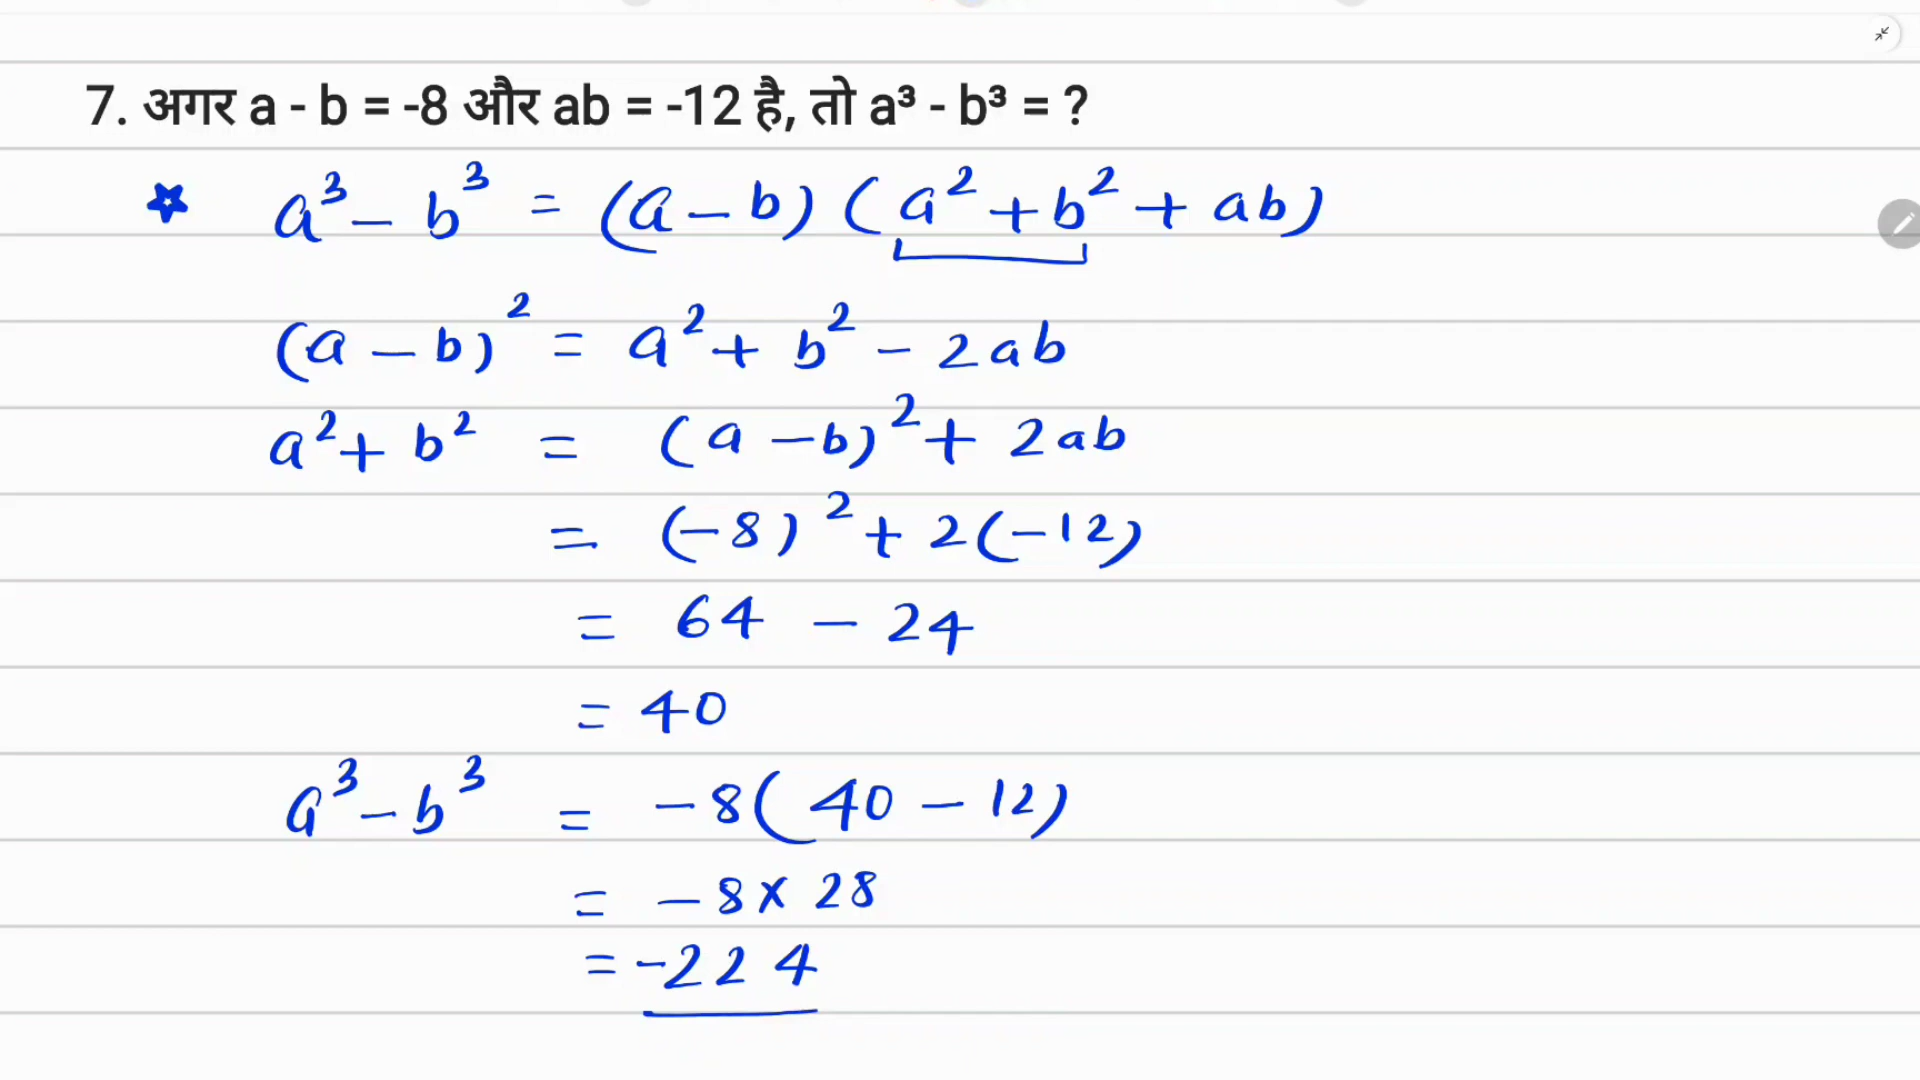 7. अगर a - b = -8 और ab = -12 है, तो a³ - b³ = ?
☆ a³ - b³ = (a - b) (a² + b² + ab)
(a - b)² = a² + b² - 2ab
a² + b² = (a - b)² + 2ab
= (-8)² + 2(-12)
= 64 - 24
= 40
a³ - b³ = -8(40 - 12)
= -8 × 28
= -224